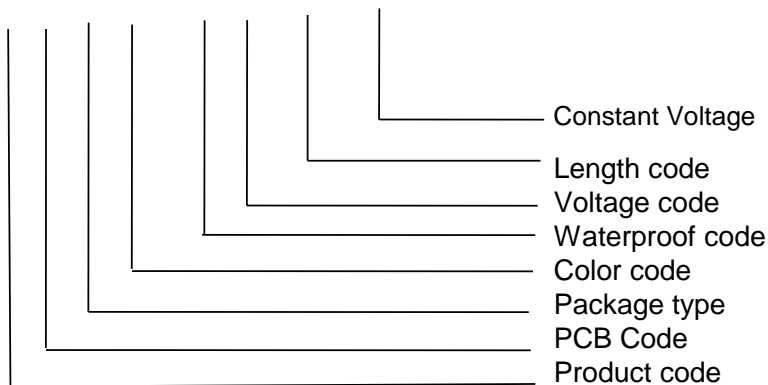 Constant Voltage
Length code
Voltage code
Waterproof code
Color code
Package type
PCB Code
Product code